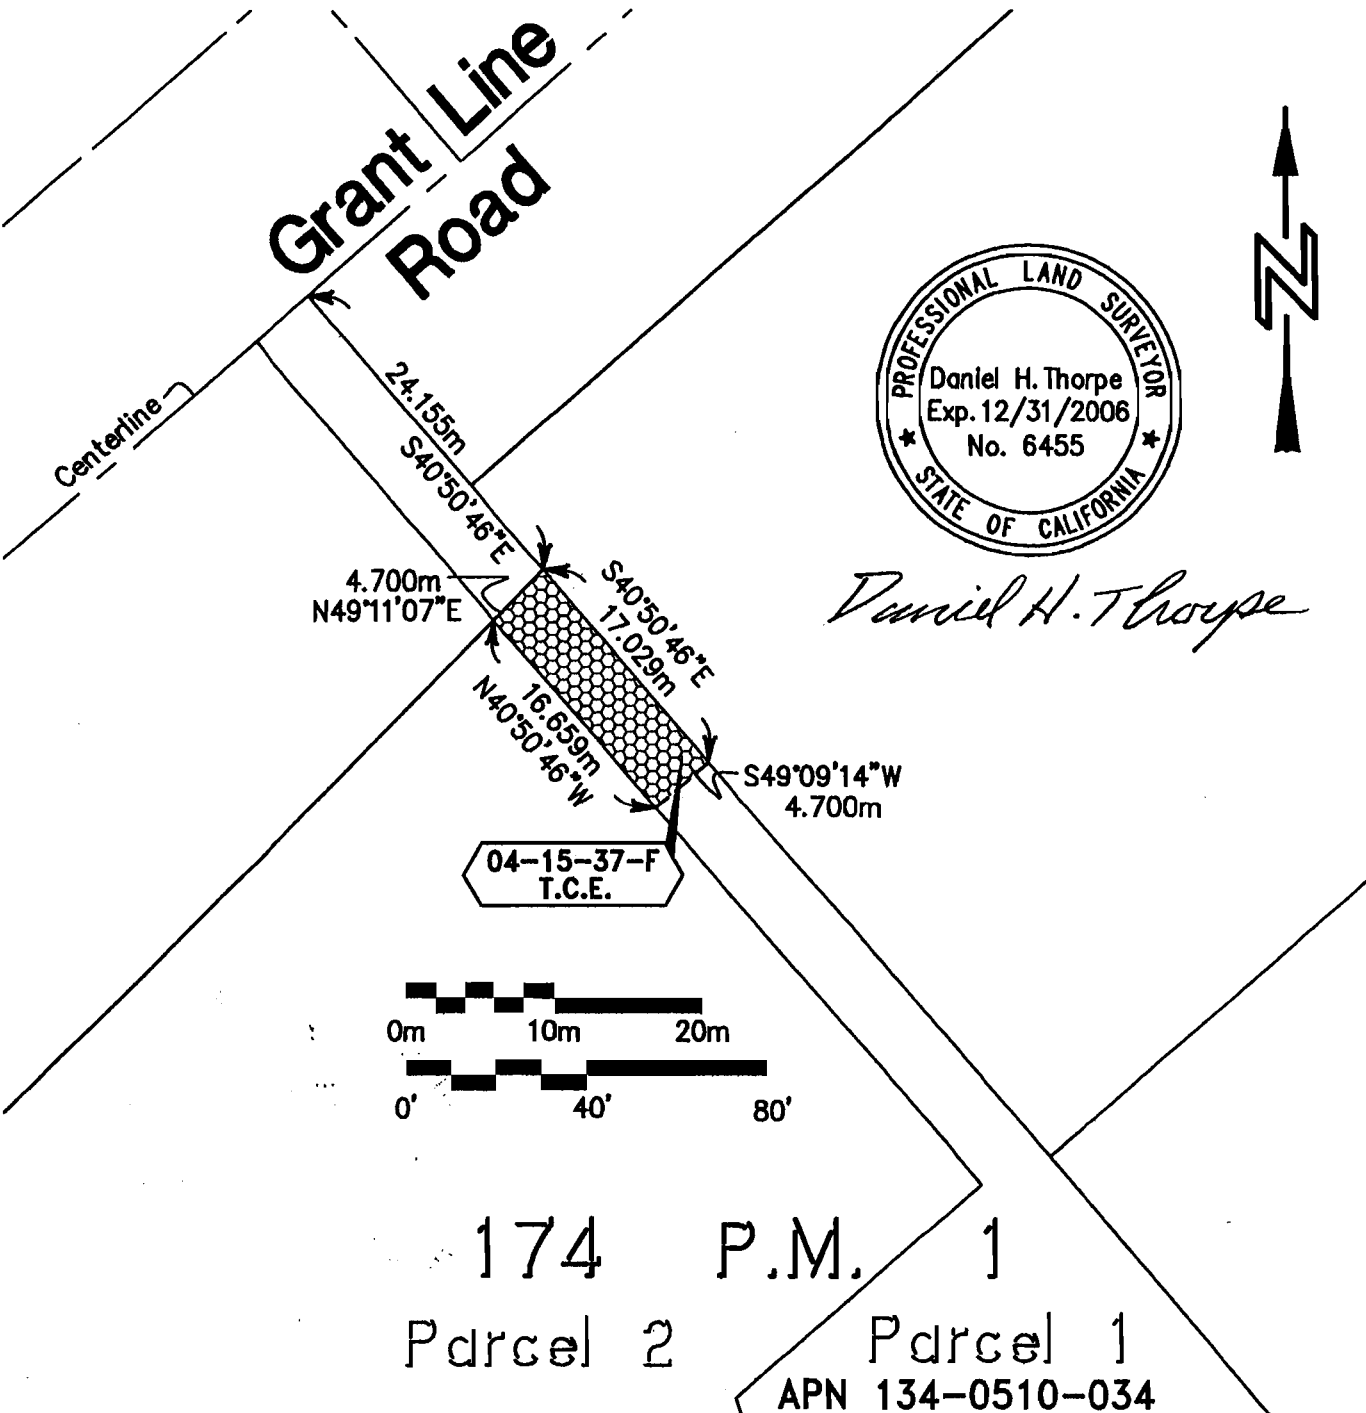 Grant Line
Road
Centerline
24.155m
S40°50'46"E
4.700m
N49°11'07"E
S40°50'46"E
17.029m
16.659m
N40°50'46"W
S49°09'14"W
4.700m
04-15-37-F
T.C.E.
PROFESSIONAL LAND SURVEYOR
Daniel H. Thorpe
Exp. 12/31/2006
No. 6455
★ STATE OF CALIFORNIA ★
Daniel H. Thorpe
N
0m 10m 20m
0' 40' 80'
174 P.M. 1
Parcel 2
Parcel 1
APN 134-0510-034